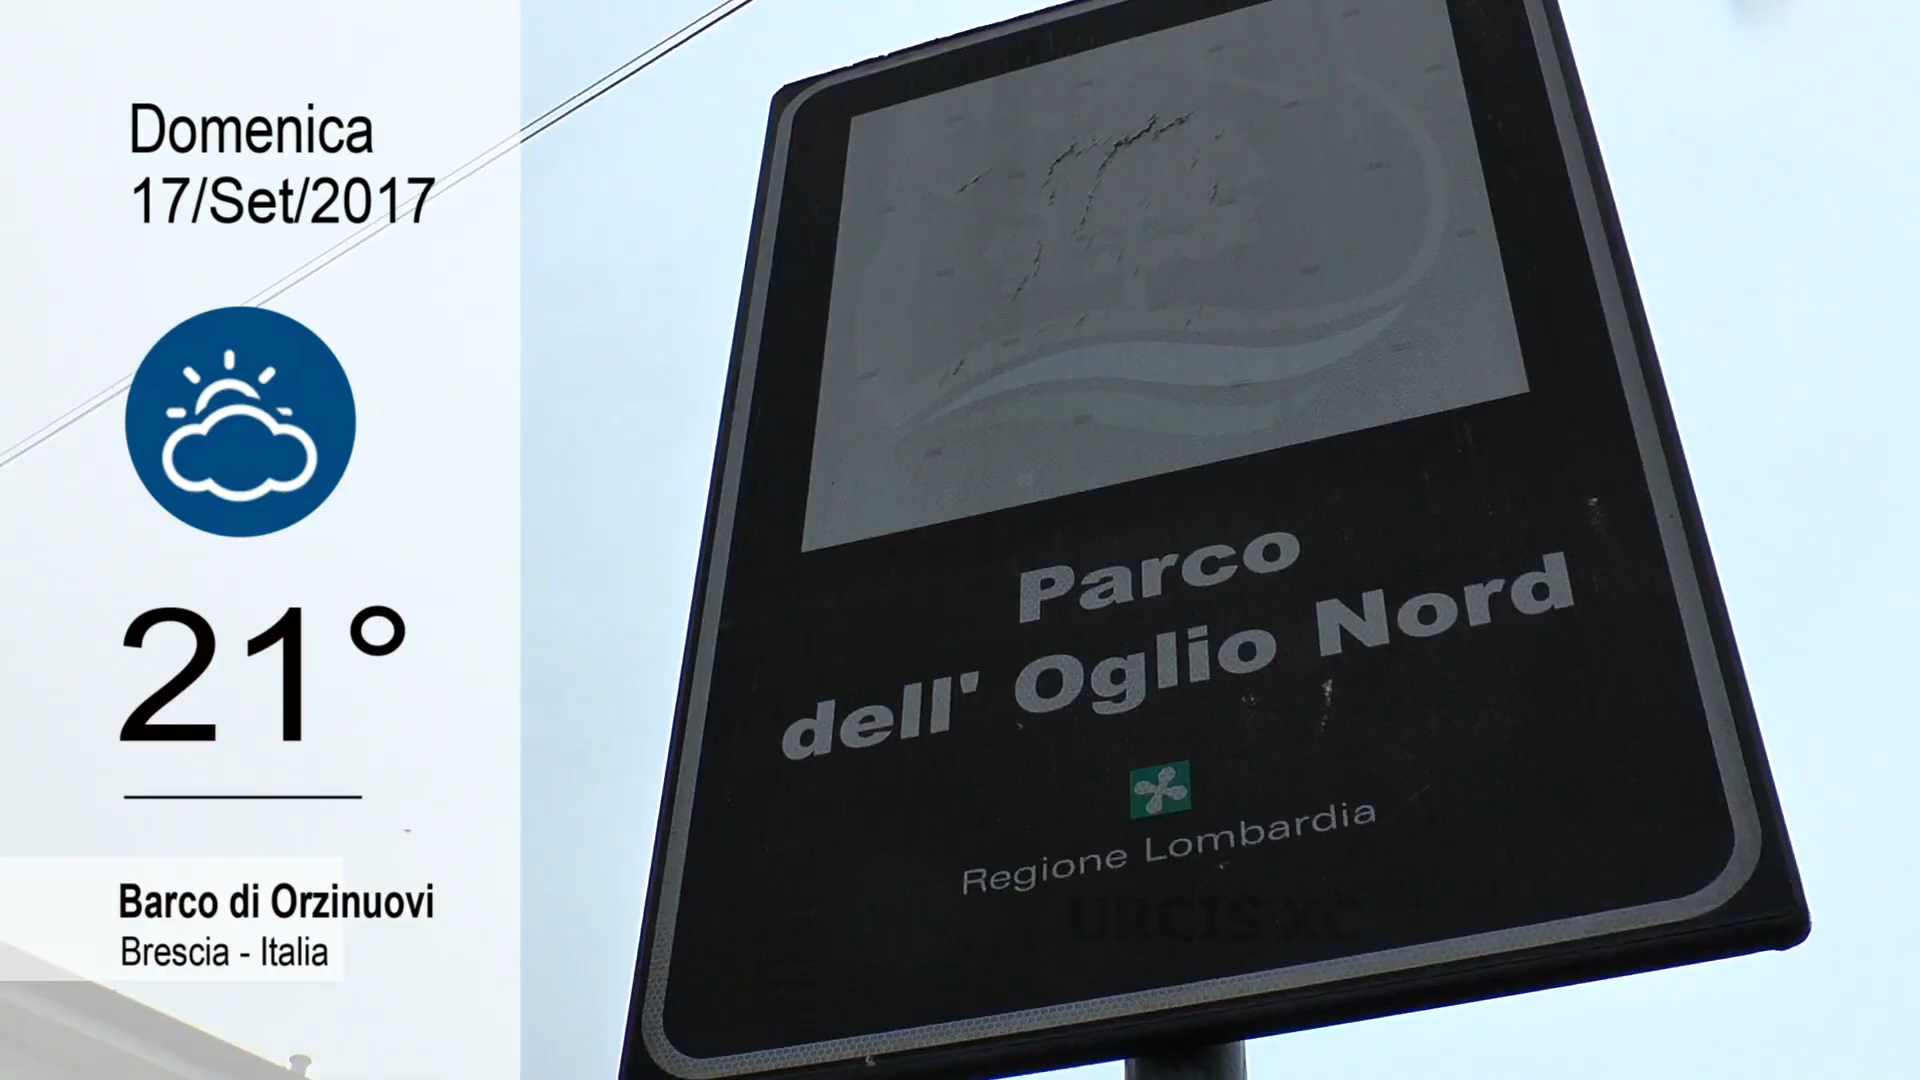 Domenica
17/Set/2017
21°
Barco di Orzinuovi
Brescia - Italia
Parco
dell' Oglio Nord
Regione Lombardia